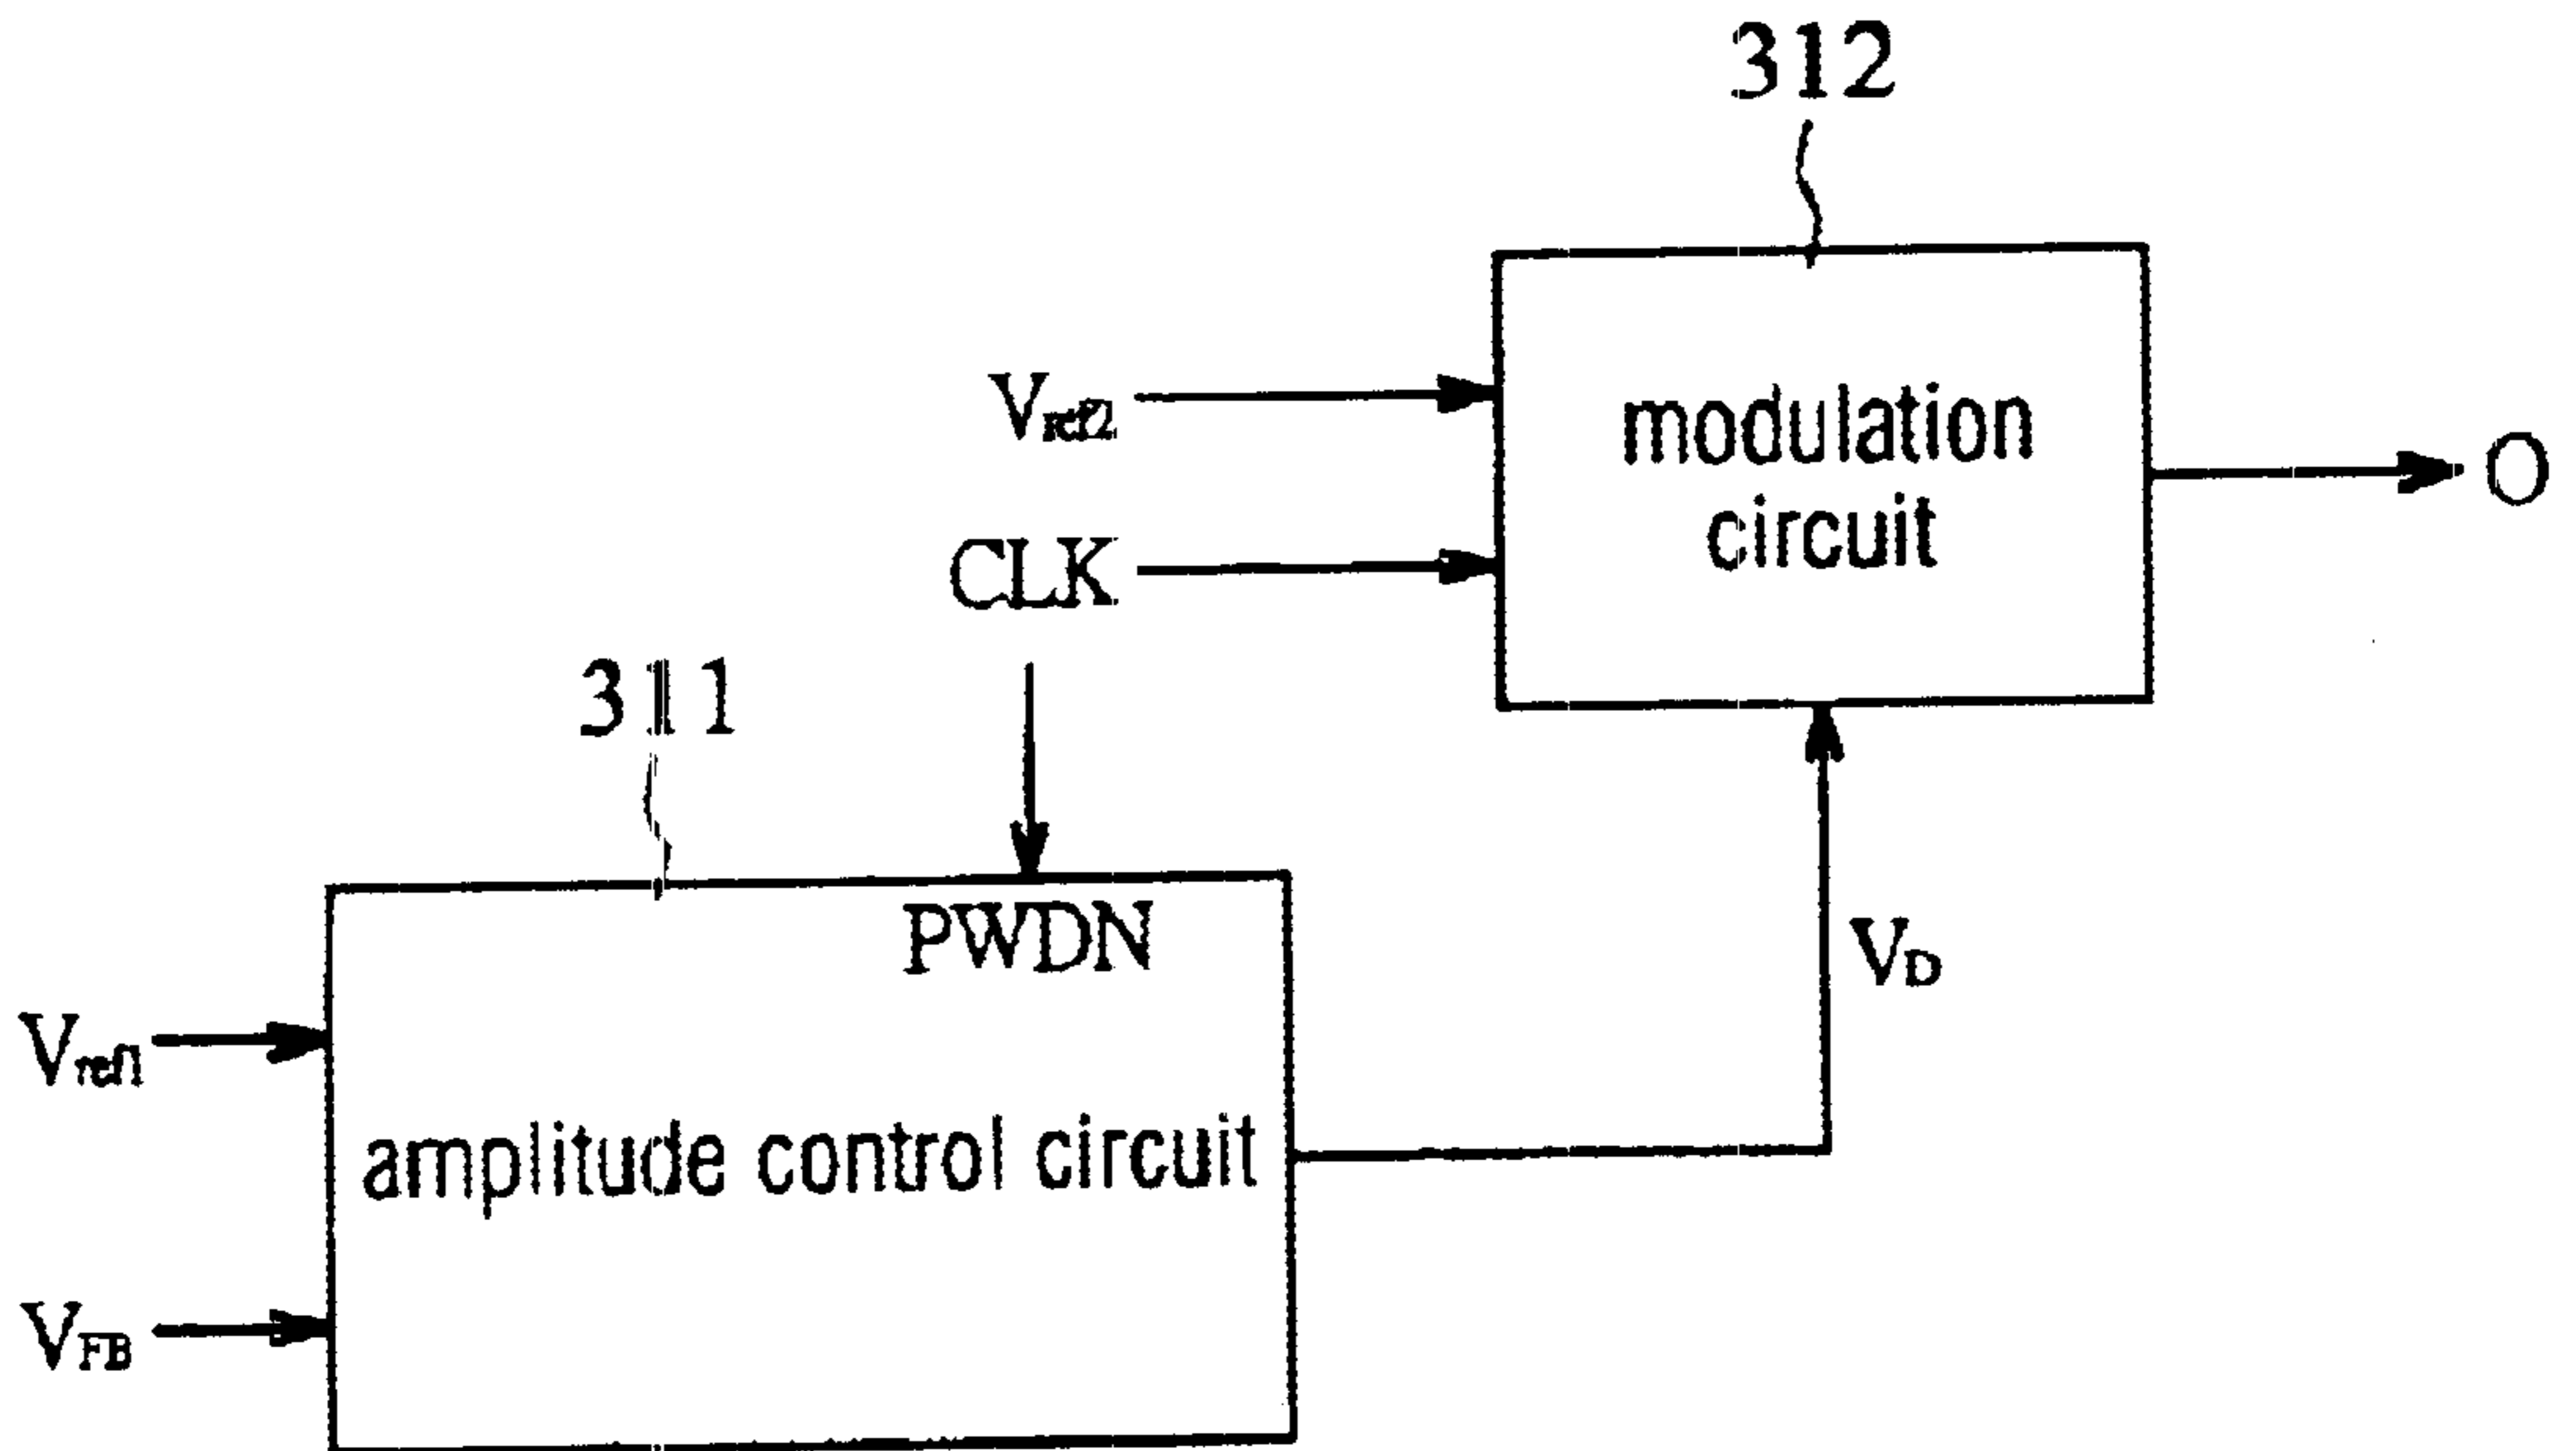 312
Vref2
modulation
circuit
O
CLK
311
PWDN
VD
Vref1
amplitude control circuit
VFB